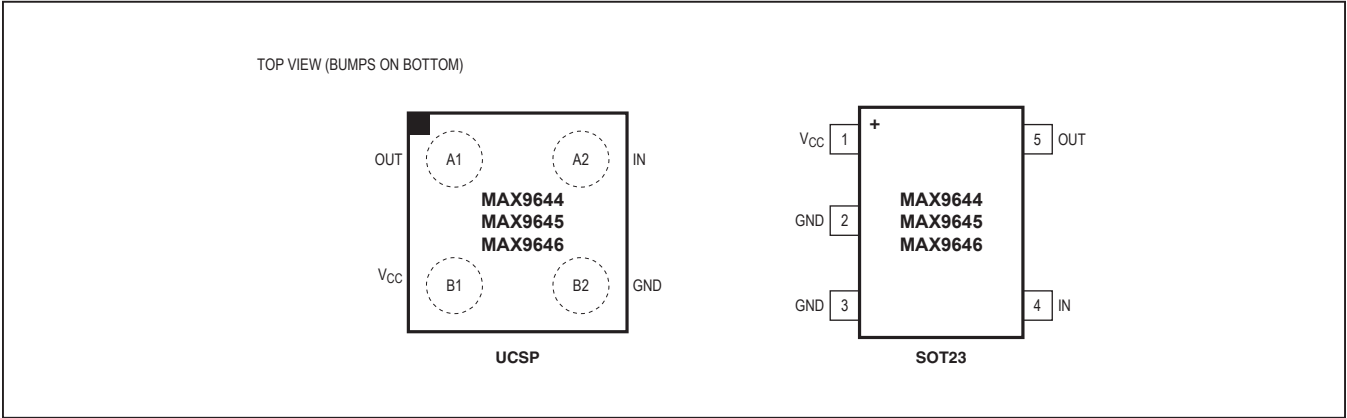 TOP VIEW (BUMPS ON BOTTOM)
OUT A1 A2 IN
MAX9644
MAX9645
MAX9646
VCC B1 B2 GND
UCSP
VCC 1 + 5 OUT
GND 2
MAX9644
MAX9645
MAX9646
GND 3 4 IN
SOT23